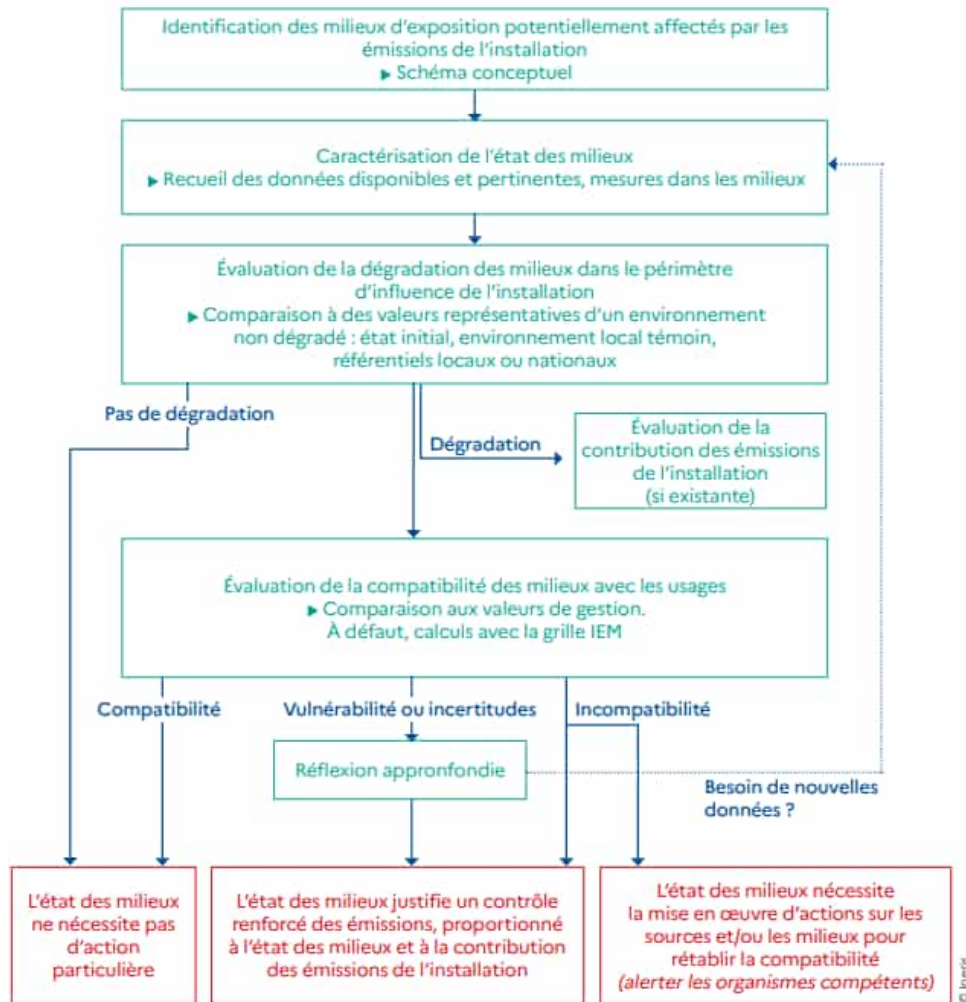 Identification des milieux d'exposition potentiellement affectés par les
émissions de l'installation
▶ Schéma conceptuel
Caractérisation de l'état des milieux
▶ Recueil des données disponibles et pertinentes, mesures dans les milieux
Évaluation de la dégradation des milieux dans le périmètre
d'influence de l'installation
▶ Comparaison à des valeurs représentatives d'un environnement
non dégradé : état initial, environnement local témoin,
référentiels locaux ou nationaux
Pas de dégradation
Dégradation
Évaluation de la
contribution des émissions
de l'installation
(si existante)
Évaluation de la compatibilité des milieux avec les usages
▶ Comparaison aux valeurs de gestion.
À défaut, calculs avec la grille IEM
Compatibilité
Vulnérabilité ou incertitudes
Incompatibilité
Réflexion appronfondie
Besoin de nouvelles
données ?
L'état des milieux
ne nécessite pas
d'action
particulière
L'état des milieux justifie un contrôle
renforcé des émissions, proportionné
à l'état des milieux et à la contribution
des émissions de l'installation
L'état des milieux nécessite
la mise en œuvre d'actions sur les
sources et/ou les milieux pour
rétablir la compatibilité
(alerter les organismes compétents)
© Ineris